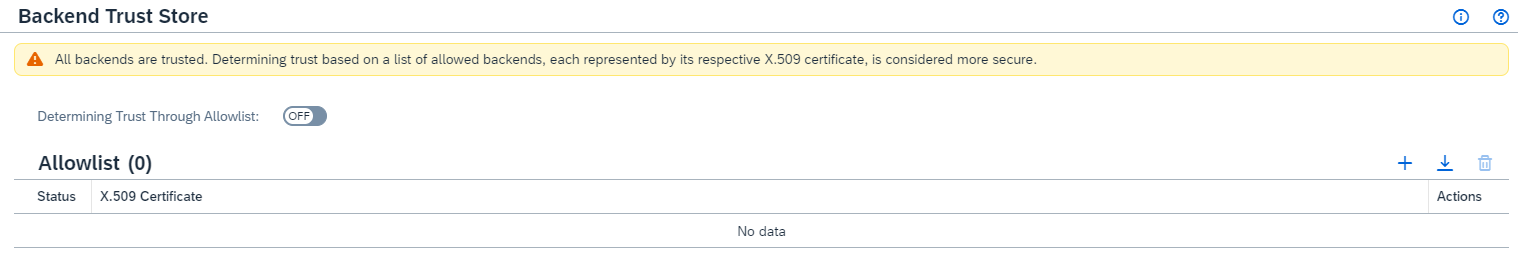 Backend Trust Store
All backends are trusted. Determining trust based on a list of allowed backends, each represented by its respective X.509 certificate, is considered more secure.
Determining Trust Through Allowlist: OFF
Allowlist (0)
Status X.509 Certificate Actions
No data